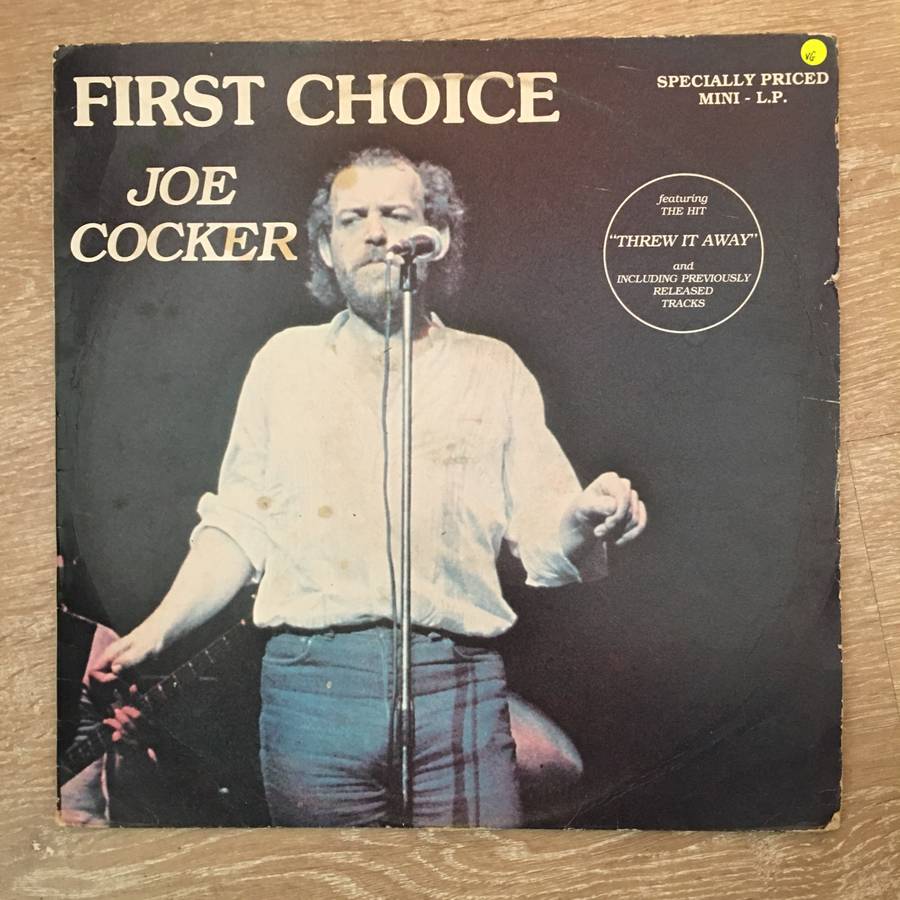 FIRST CHOICE
JOE
COCKER
SPECIALLY PRICED
MINI - L.P.
VG
featuring
THE HIT
“THREW IT AWAY”
and
INCLUDING PREVIOUSLY
RELEASED
TRACKS